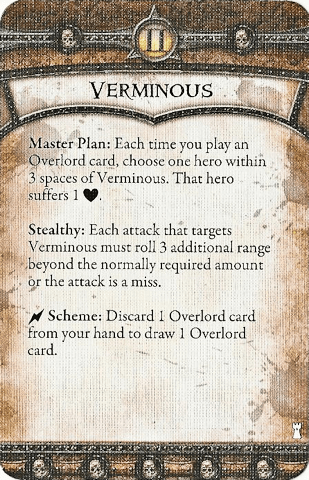 II
VERMINOUS
Master Plan: Each time you play an
Overlord card, choose one hero within
3 spaces of Verminous. That hero
suffers 1 ♥.
Stealthy: Each attack that targets
Verminous must roll 3 additional range
beyond the normally required amount
or the attack is a miss.
Scheme: Discard 1 Overlord card
from your hand to draw 1 Overlord
card.